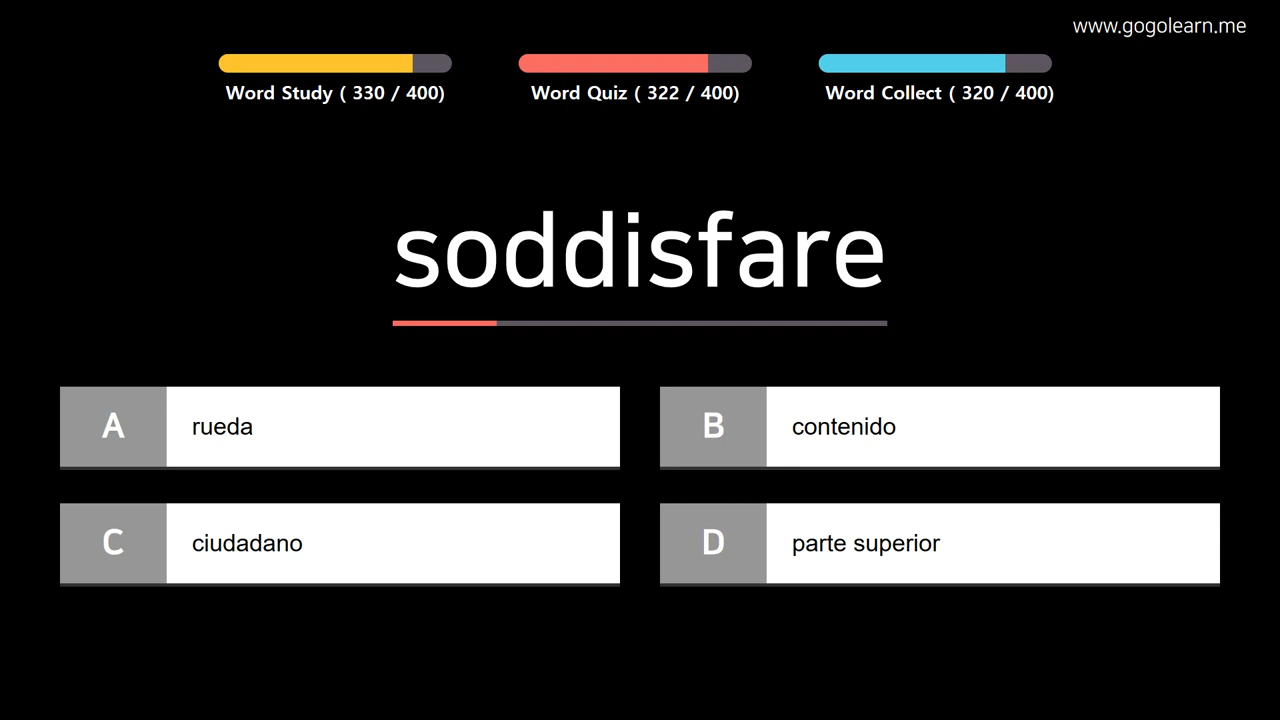 www.gogolearn.me
Word Study ( 330 / 400)
Word Quiz ( 322 / 400)
Word Collect ( 320 / 400)
soddisfare
A rueda
B contenido
C ciudadano
D parte superior